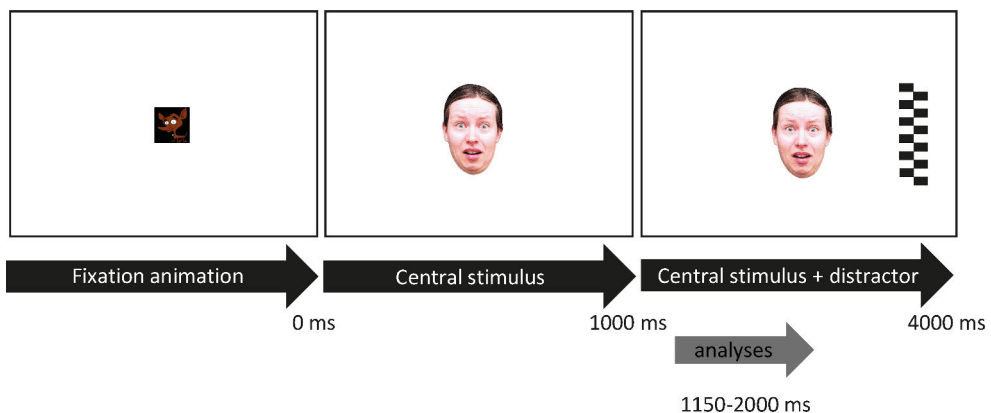 Fixation animation
Central stimulus
Central stimulus + distractor
0 ms
1000 ms
4000 ms
analyses
1150-2000 ms